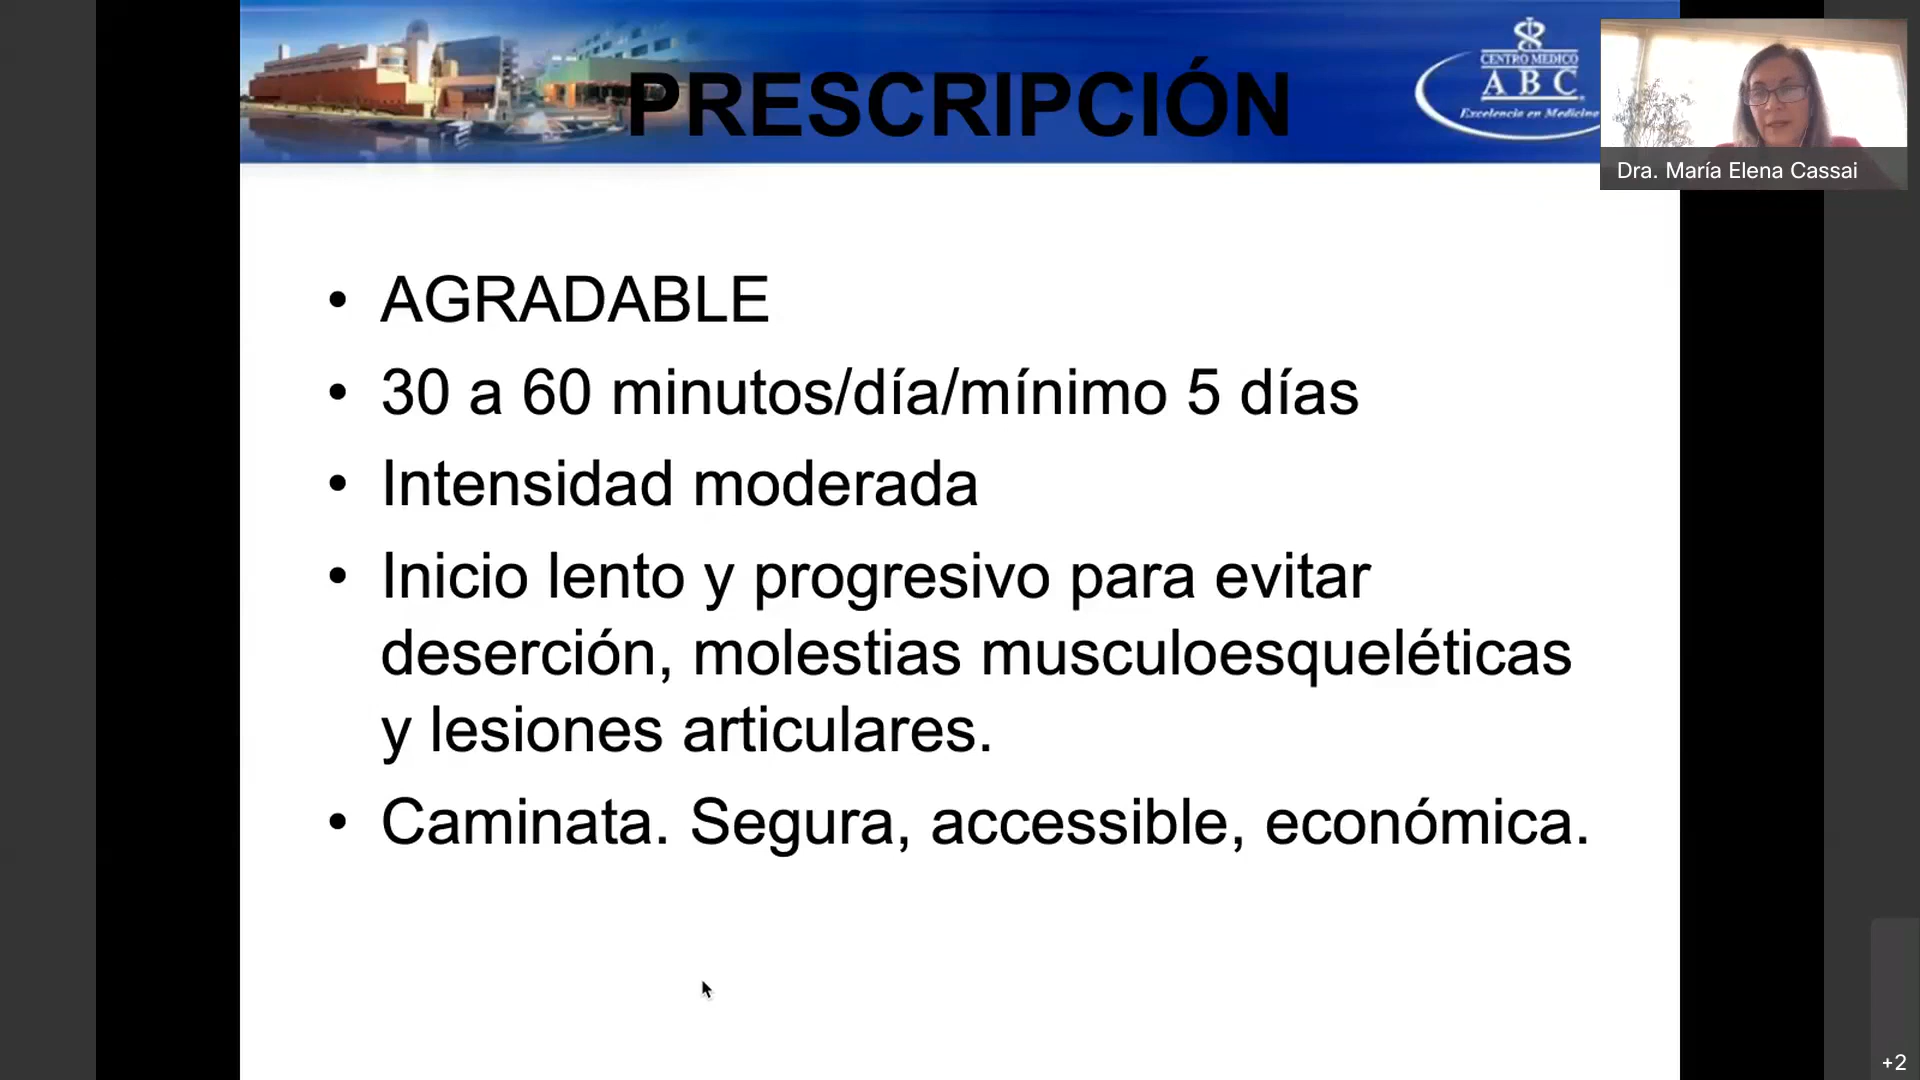 PRESCRIPCIÓN
CENTRO MEDICO
ABC
Excelencia en Medicina
Dra. María Elena Cassai
• AGRADABLE
• 30 a 60 minutos/día/mínimo 5 días
• Intensidad moderada
• Inicio lento y progresivo para evitar
deserción, molestias musculoesqueléticas
y lesiones articulares.
• Caminata. Segura, accessible, económica.
+2